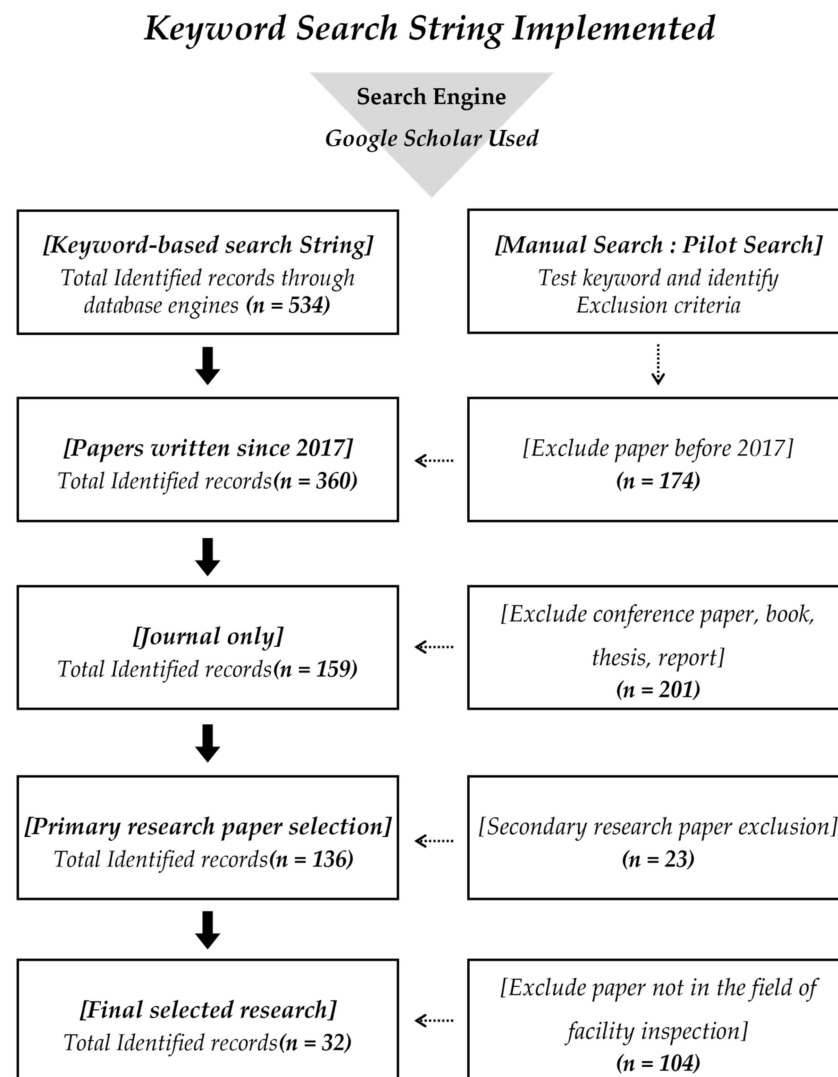 Keyword Search String Implemented
Search Engine
Google Scholar Used
[Keyword-based search String]
Total Identified records through
database engines (n = 534)
[Manual Search : Pilot Search]
Test keyword and identify
Exclusion criteria
[Papers written since 2017]
Total Identified records(n = 360)
[Exclude paper before 2017]
(n = 174)
[Journal only]
Total Identified records(n = 159)
[Exclude conference paper, book,
thesis, report]
(n = 201)
[Primary research paper selection]
Total Identified records(n = 136)
[Secondary research paper exclusion]
(n = 23)
[Final selected research]
Total Identified records(n = 32)
[Exclude paper not in the field of
facility inspection]
(n = 104)